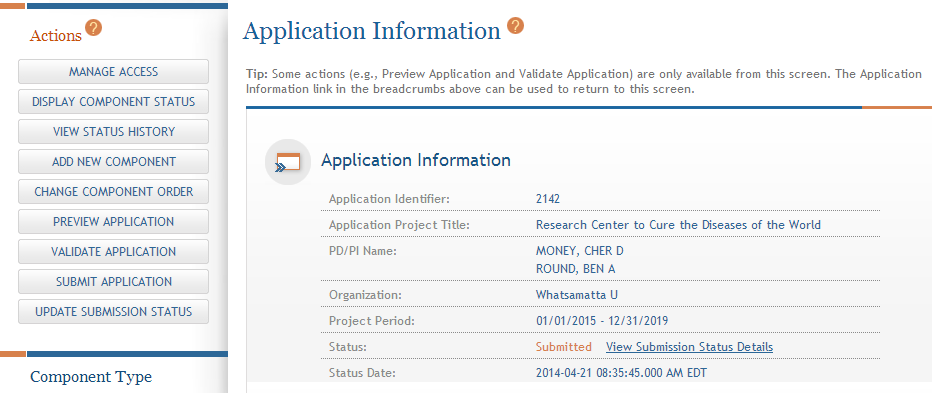 Actions ?
MANAGE ACCESS
DISPLAY COMPONENT STATUS
VIEW STATUS HISTORY
ADD NEW COMPONENT
CHANGE COMPONENT ORDER
PREVIEW APPLICATION
VALIDATE APPLICATION
SUBMIT APPLICATION
UPDATE SUBMISSION STATUS
Component Type
Application Information ?
Tip: Some actions (e.g., Preview Application and Validate Application) are only available from this screen. The Application
Information link in the breadcrumbs above can be used to return to this screen.
Application Information
Application Identifier: 2142
Application Project Title: Research Center to Cure the Diseases of the World
PD/PI Name: MONEY, CHER D
ROUND, BEN A
Organization: Whatsamatta U
Project Period: 01/01/2015 - 12/31/2019
Status: Submitted View Submission Status Details
Status Date: 2014-04-21 08:35:45.000 AM EDT